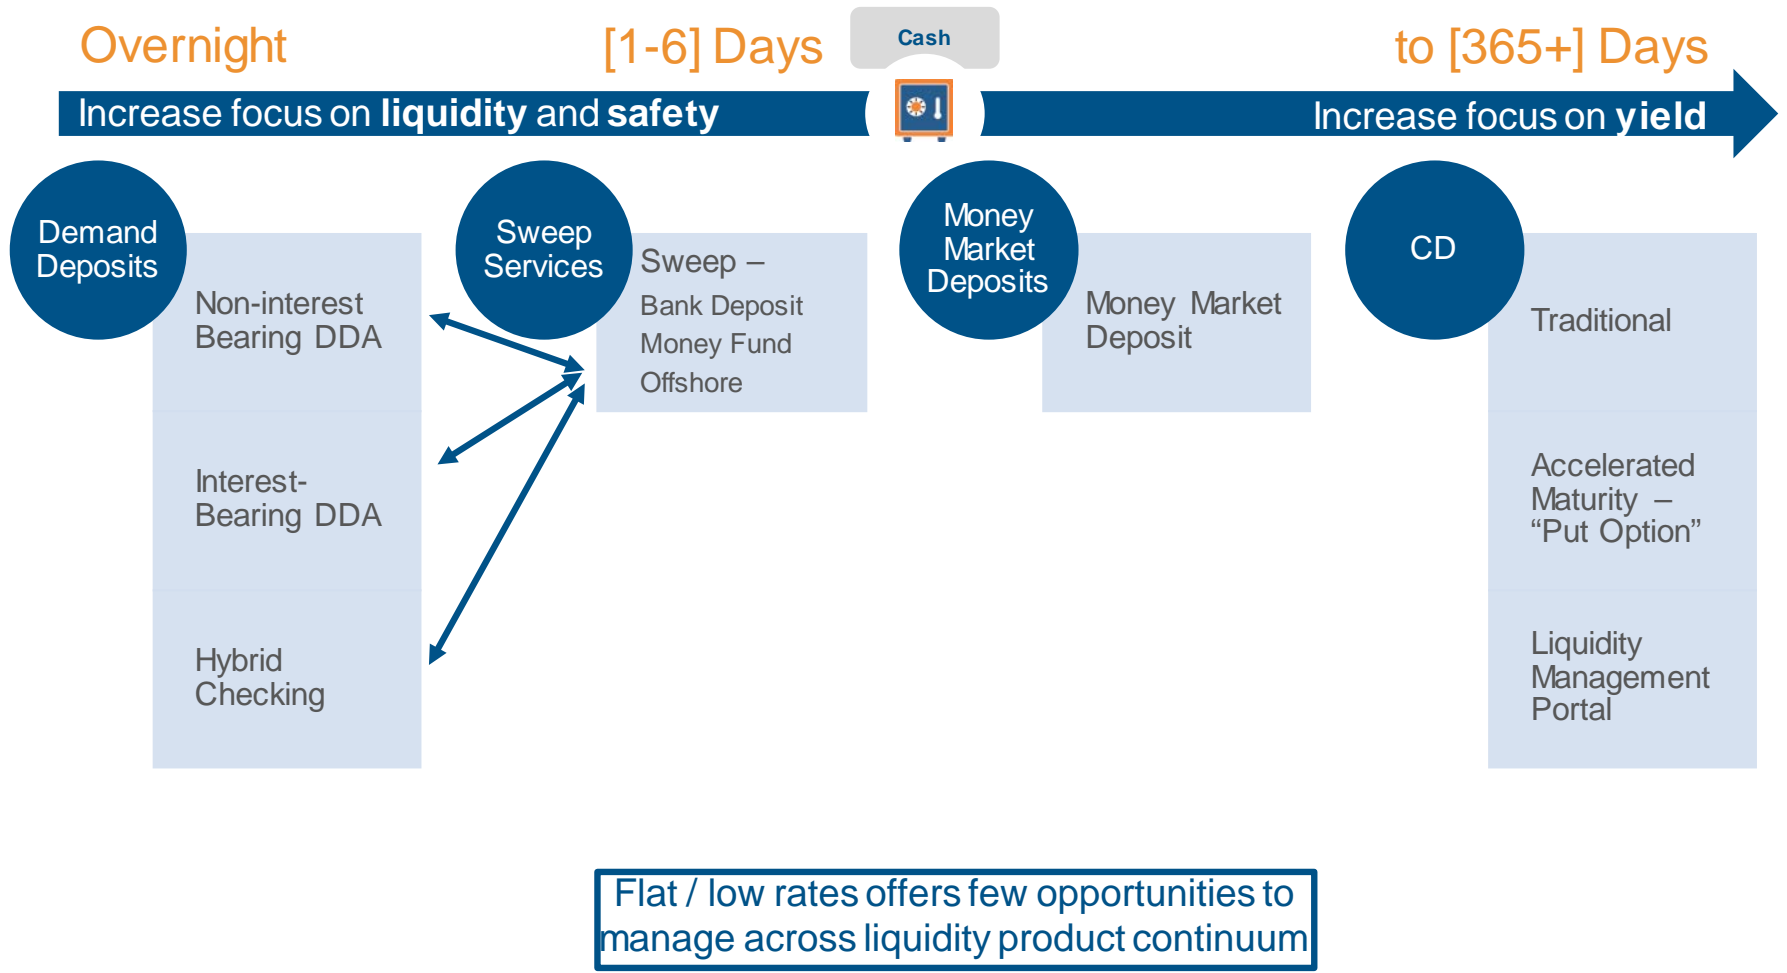 Overnight
[1-6] Days
Cash
to [365+] Days
Increase focus on liquidity and safety
Increase focus on yield
Demand
Deposits
Non-interest
Bearing DDA
Interest-
Bearing DDA
Hybrid
Checking
Sweep
Services
Sweep –
Bank Deposit
Money Fund
Offshore
Money
Market
Deposits
Money Market
Deposit
CD
Traditional
Accelerated
Maturity –
“Put Option”
Liquidity
Management
Portal
Flat / low rates offers few opportunities to
manage across liquidity product continuum